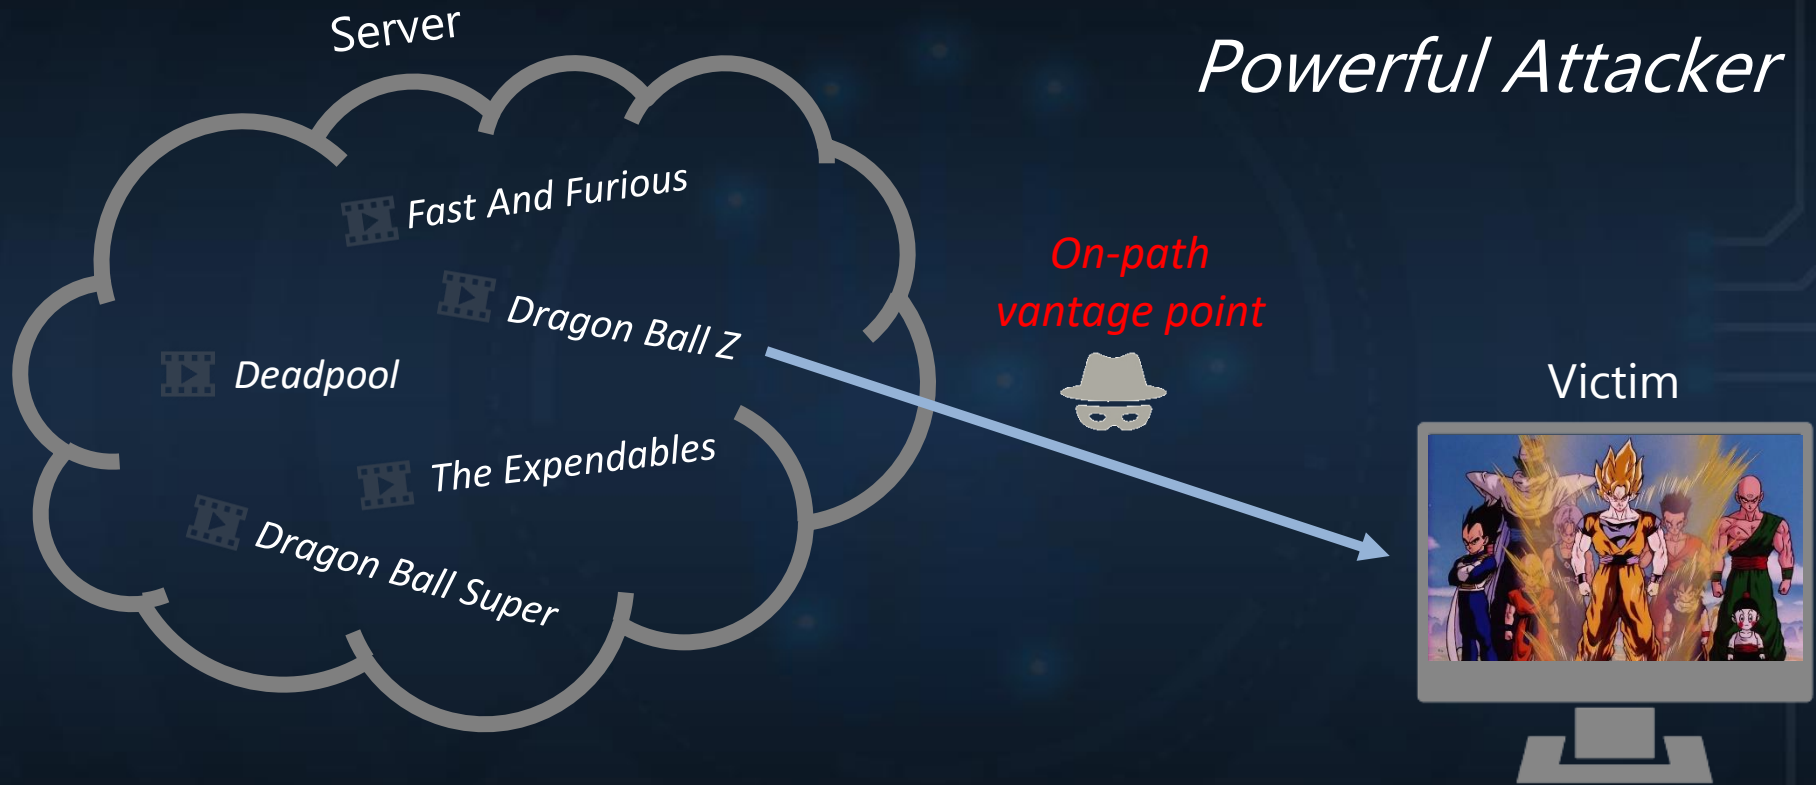 Server
Powerful Attacker
Fast And Furious
Dragon Ball Z
Deadpool
The Expendables
Dragon Ball Super
On-path
vantage point
Victim